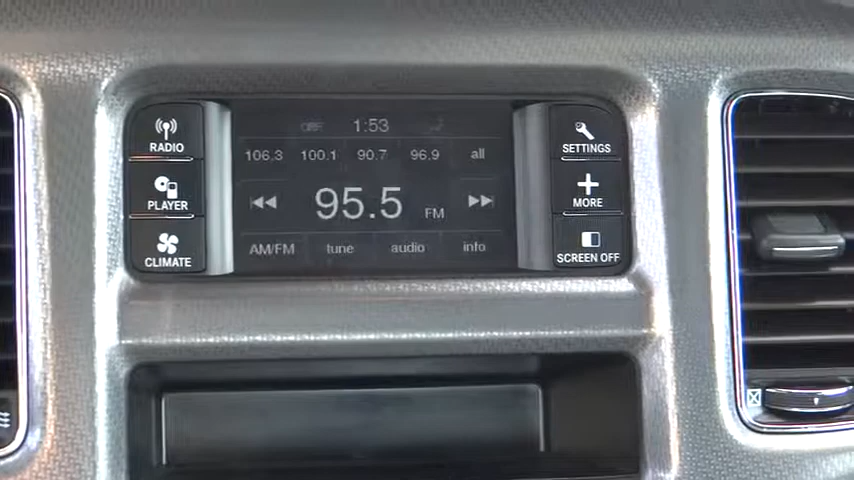 RADIO
PLAYER
CLIMATE
OFF 1:53
106.3 100.1 90.7 96.9 all
95.5 FM
AM/FM tune audio info
SETTINGS
MORE
SCREEN OFF